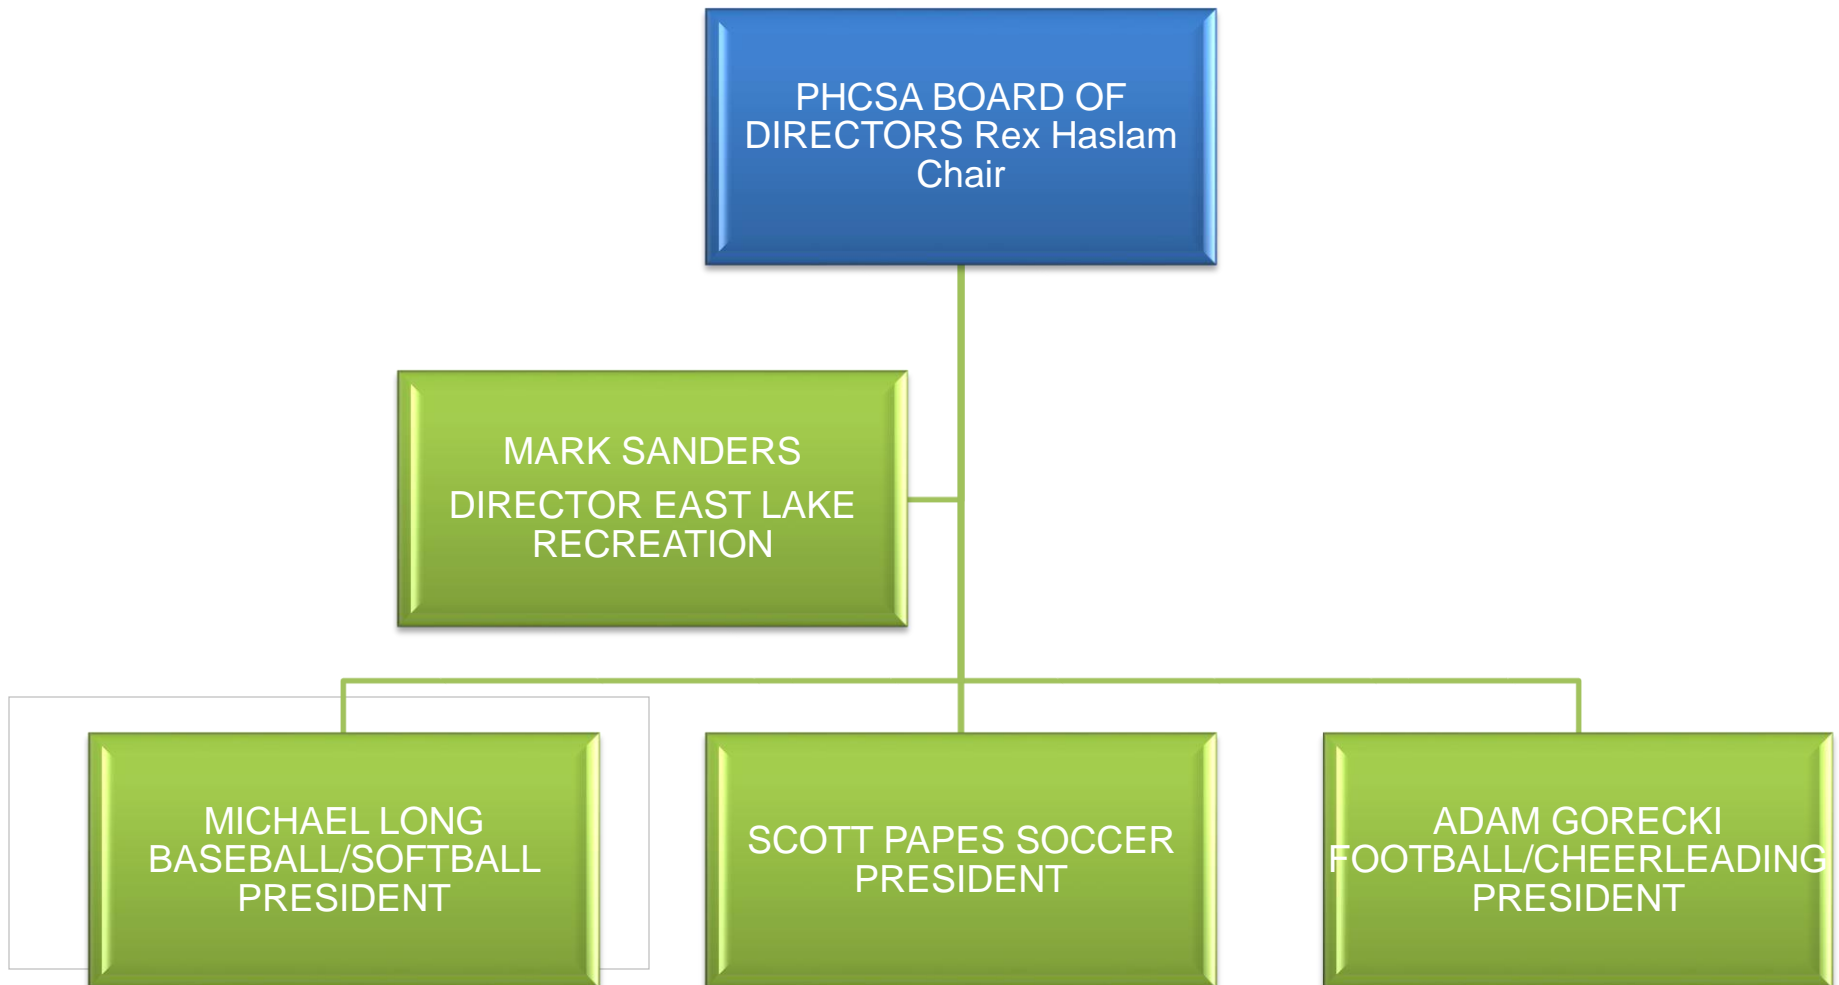 PHCSA BOARD OF
DIRECTORS Rex Haslam
Chair
MARK SANDERS
DIRECTOR EAST LAKE
RECREATION
MICHAEL LONG
BASEBALL/SOFTBALL
PRESIDENT
SCOTT PAPES SOCCER
PRESIDENT
ADAM GORECKI
FOOTBALL/CHEERLEADING
PRESIDENT